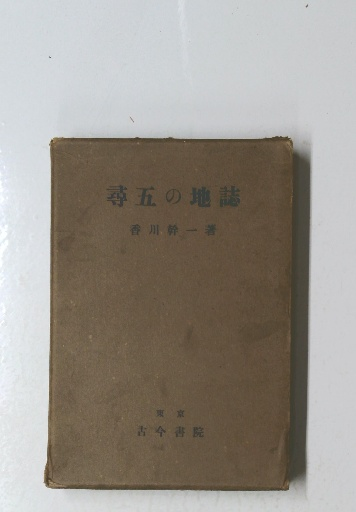 尋五の地誌
香川幹一著
東京
古今書院